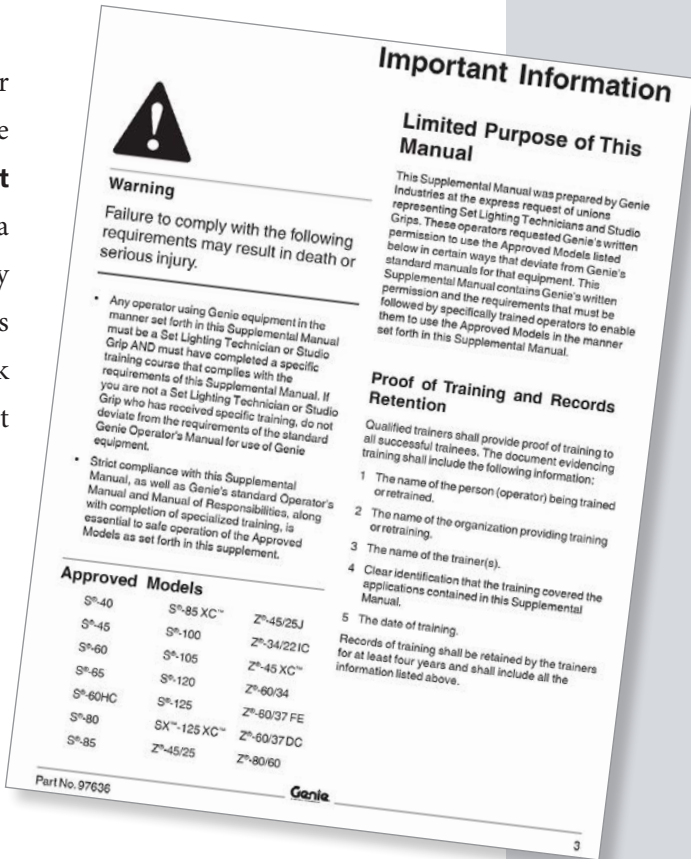 r
e
t
a
y
s
k
t
Important Information
Warning
Failure to comply with the following
requirements may result in death or
serious injury.
• Any operator using Genie equipment in the
manner set forth in this Supplemental Manual
must be a Set Lighting Technician or Studio
Grip AND must have completed a specific
training course that complies with the
requirements of this Supplemental Manual. If
you are not a Set Lighting Technician or Studio
Grip who has received specific training, do not
deviate from the requirements of the standard
Genie Operator's Manual for use of Genie
equipment.
• Strict compliance with this Supplemental
Manual, as well as Genie's standard Operator's
Manual and Manual of Responsibilities, along
with completion of specialized training, is
essential to safe operation of the Approved
Models as set forth in this supplement.
Approved Models
S®-40
S®-45
S®-60
S®-65
S®-60HC
S®-80
S®-85
S®-85 XC™
S®-100
S®-105
S®-120
S®-125
SX™-125 XC™
Z®-45/25
Z®-45/25J
Z®-34/22 IC
Z®-45 XC™
Z®-60/34
Z®-60/37 FE
Z®-60/37 DC
Z®-80/60
Limited Purpose of This
Manual
This Supplemental Manual was prepared by Genie
Industries at the express request of unions
representing Set Lighting Technicians and Studio
Grips. These operators requested Genie's written
permission to use the Approved Models listed
below in certain ways that deviate from Genie's
standard manuals for that equipment. This
Supplemental Manual contains Genie's written
permission and the requirements that must be
followed by specifically trained operators to enable
them to use the Approved Models in the manner
set forth in this Supplemental Manual.
Proof of Training and Records
Retention
Qualified trainers shall provide proof of training to
all successful trainees. The document evidencing
training shall include the following information:
1 The name of the person (operator) being trained
or retrained.
2 The name of the organization providing training
or retraining.
3 The name of the trainer(s).
4 Clear identification that the training covered the
applications contained in this Supplemental
Manual.
5 The date of training.
Records of training shall be retained by the trainers
for at least four years and shall include all the
information listed above.
Part No. 97636
Genie
3